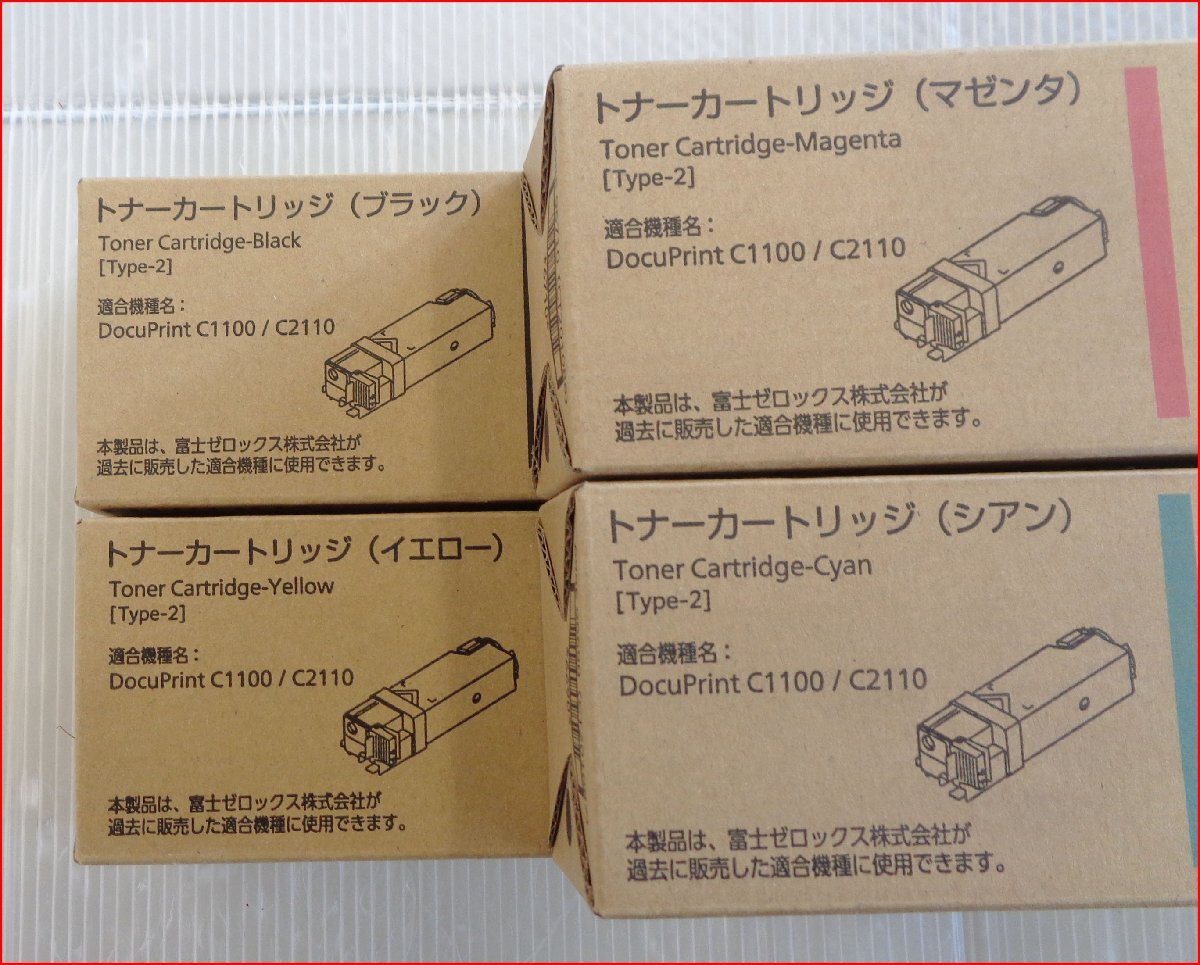 トナーカートリッジ（ブラック）
Toner Cartridge-Black
[Type-2]
適合機種名：
DocuPrint C1100 / C2110
本製品は、富士ゼロックス株式会社が
過去に販売した適合機種に使用できます。
トナーカートリッジ（マゼンタ）
Toner Cartridge-Magenta
[Type-2]
適合機種名：
DocuPrint C1100 / C2110
本製品は、富士ゼロックス株式会社が
過去に販売した適合機種に使用できます。
トナーカートリッジ（イエロー）
Toner Cartridge-Yellow
[Type-2]
適合機種名：
DocuPrint C1100 / C2110
本製品は、富士ゼロックス株式会社が
過去に販売した適合機種に使用できます。
トナーカートリッジ（シアン）
Toner Cartridge-Cyan
[Type-2]
適合機種名：
DocuPrint C1100 / C2110
本製品は、富士ゼロックス株式会社が
過去に販売した適合機種に使用できます。